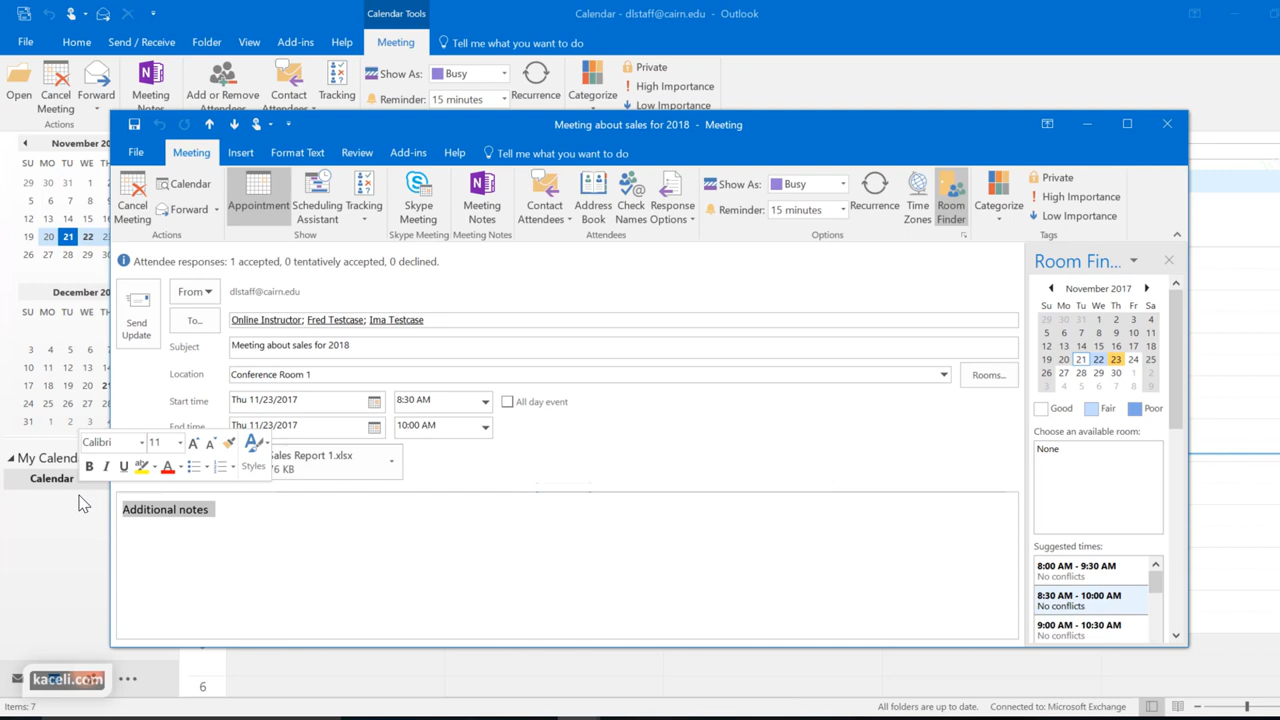 Calendar Tools
Calendar - dlstaff@cairn.edu - Outlook
File Home Send / Receive Folder View Add-ins Help Meeting Tell me what you want to do
Open Cancel Meeting Forward Meeting Notes Add or Remove Attendees Contact Attendees Tracking Show As: Busy Reminder: 15 minutes Recurrence Categorize Private High Importance Low Importance
Actions
November 20
SU MO TU WE
29 30 31 1
5 6 7 8
12 13 14 15
19 20 21 22 23
26 27 28 29
December 20
SU MO TU WE
3 4 5 6
10 11 12 13
17 18 19 20
24 25 26 27
31 1 2 3
My Calend
Calendar
Meeting about sales for 2018 - Meeting
File Meeting Insert Format Text Review Add-ins Help Tell me what you want to do
Cancel Meeting Calendar Forward Appointment Scheduling Assistant Tracking Skype Meeting Meeting Notes Contact Attendees Address Book Check Names Response Options Show As: Busy Reminder: 15 minutes Recurrence Time Zones Room Finder Categorize Private High Importance Low Importance
Actions Show Skype Meeting Meeting Notes Attendees Options Tags
Attendee responses: 1 accepted, 0 tentatively accepted, 0 declined.
Send Update
From dlstaff@cairn.edu
To... Online Instructor; Fred Testcase; Ima Testcase
Subject Meeting about sales for 2018
Location Conference Room 1 Rooms...
Start time Thu 11/23/2017 8:30 AM All day event
End time Thu 11/23/2017 10:00 AM
Calibri 11
B I U Styles
Sales Report 1.xlsx
76 KB
Additional notes
Room Fin...
November 2017
Su Mo Tu We Th Fr Sa
29 30 31 1 2 3 4
5 6 7 8 9 10 11
12 13 14 15 16 17 18
19 20 21 22 23 24 25
26 27 28 29 30 1 2
3 4 5 6 7 8 9
Good Fair Poor
Choose an available room:
None
Suggested times:
8:00 AM - 9:30 AM
No conflicts
8:30 AM - 10:00 AM
No conflicts
9:00 AM - 10:30 AM
No conflicts
kaceli.com
6
Items: 7
All folders are up to date. Connected to: Microsoft Exchange